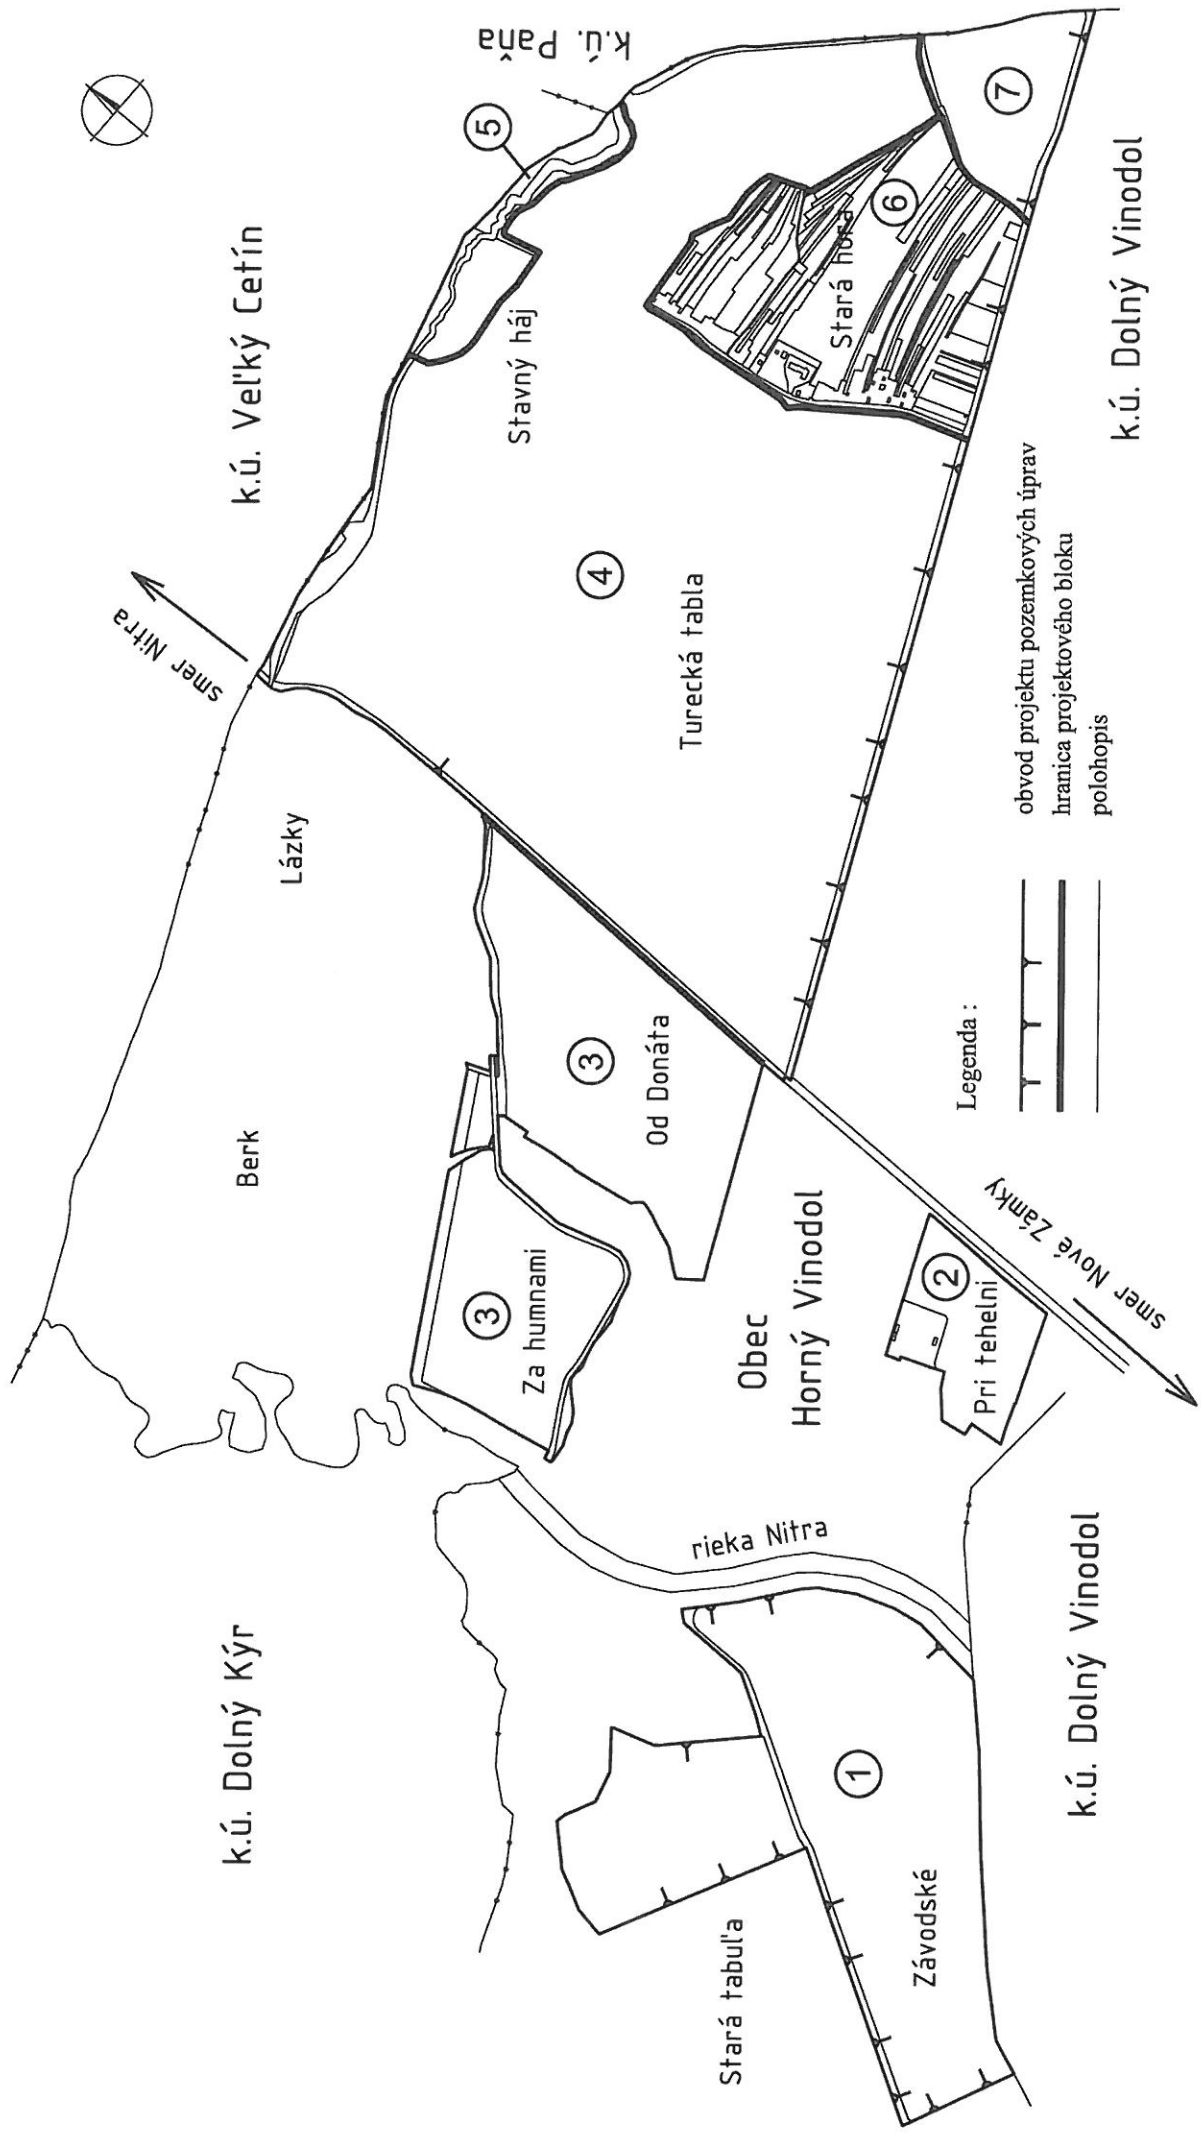 k.ú. Dolný Kýr
k.ú. Veľký Cetín
k.ú. Paňa
smer Nitra
Berk
Lázky
5
Stavný háj
3
Za humnami
3
Od Donáta
4
Turecká tabla
6
Stará hora
7
rieka Nitra
Stará tabuľa
1
Závodské
Obec
Horný Vinodol
2
Pri tehelni
smer Nové Zámky
k.ú. Dolný Vinodol
k.ú. Dolný Vinodol
Legenda :
obvod projektu pozemkových úprav
hranica projektového bloku
polohopis